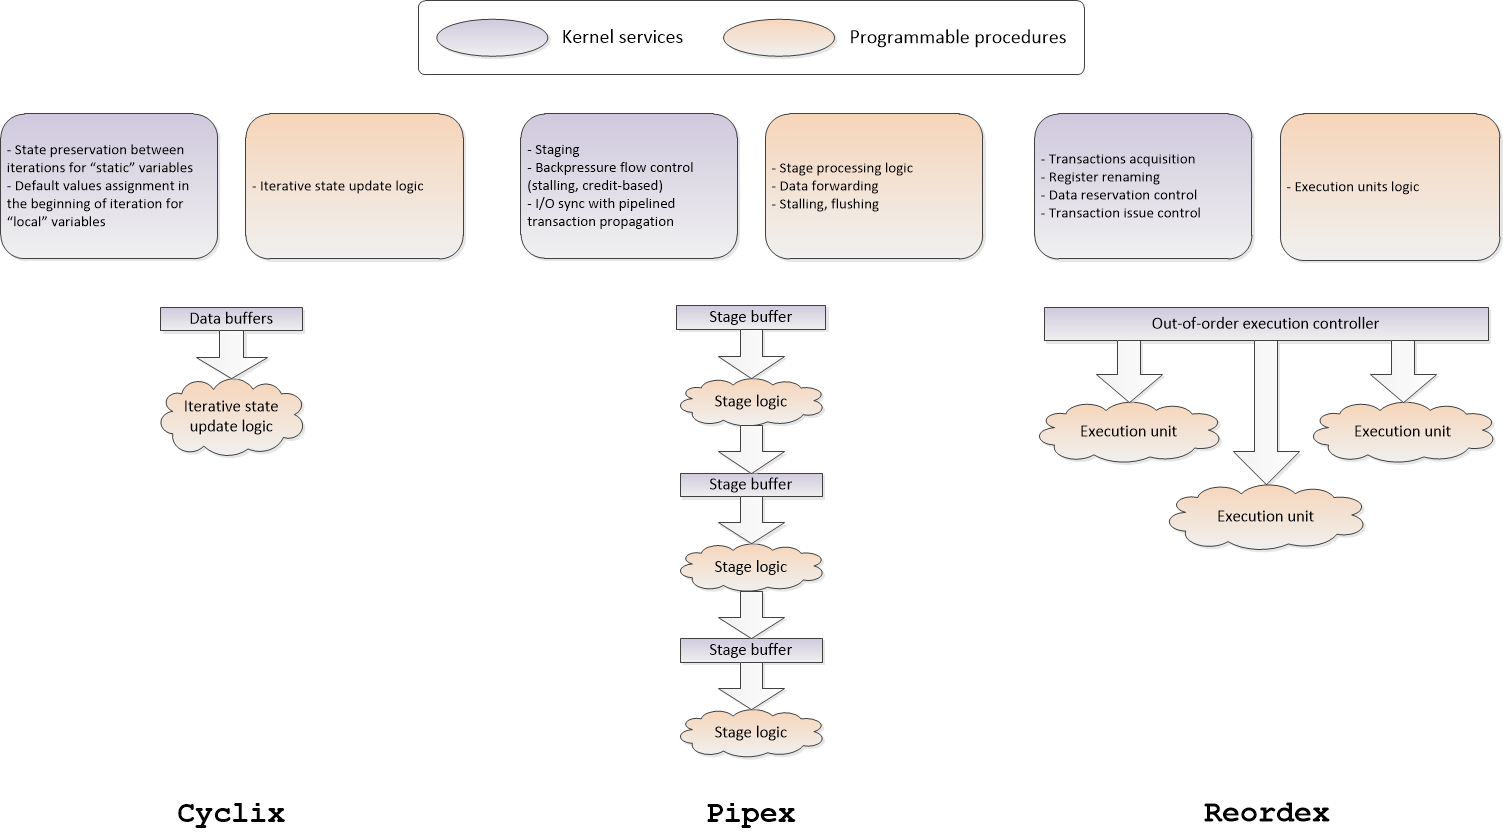 Kernel services
Programmable procedures
- State preservation between
iterations for “static” variables
- Default values assignment in
the beginning of iteration for
“local” variables
- Iterative state update logic
- Staging
- Backpressure flow control
(stalling, credit-based)
- I/O sync with pipelined
transaction propagation
- Stage processing logic
- Data forwarding
- Stalling, flushing
- Transactions acquisition
- Register renaming
- Data reservation control
- Transaction issue control
- Execution units logic
Data buffers
Iterative state
update logic
Stage buffer
Stage logic
Stage buffer
Stage logic
Stage buffer
Stage logic
Out-of-order execution controller
Execution unit
Execution unit
Execution unit
Cyclix
Pipex
Reordex